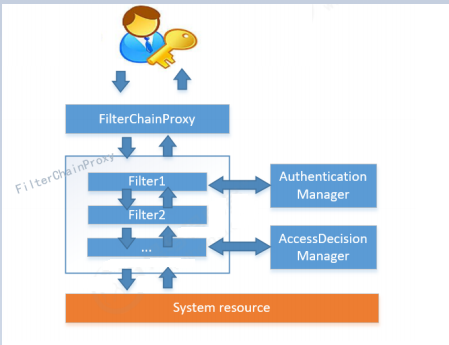 FilterChainProxy
FilterChainProxy
Filter1
Authentication
Manager
Filter2
AccessDecision
Manager
...
System resource